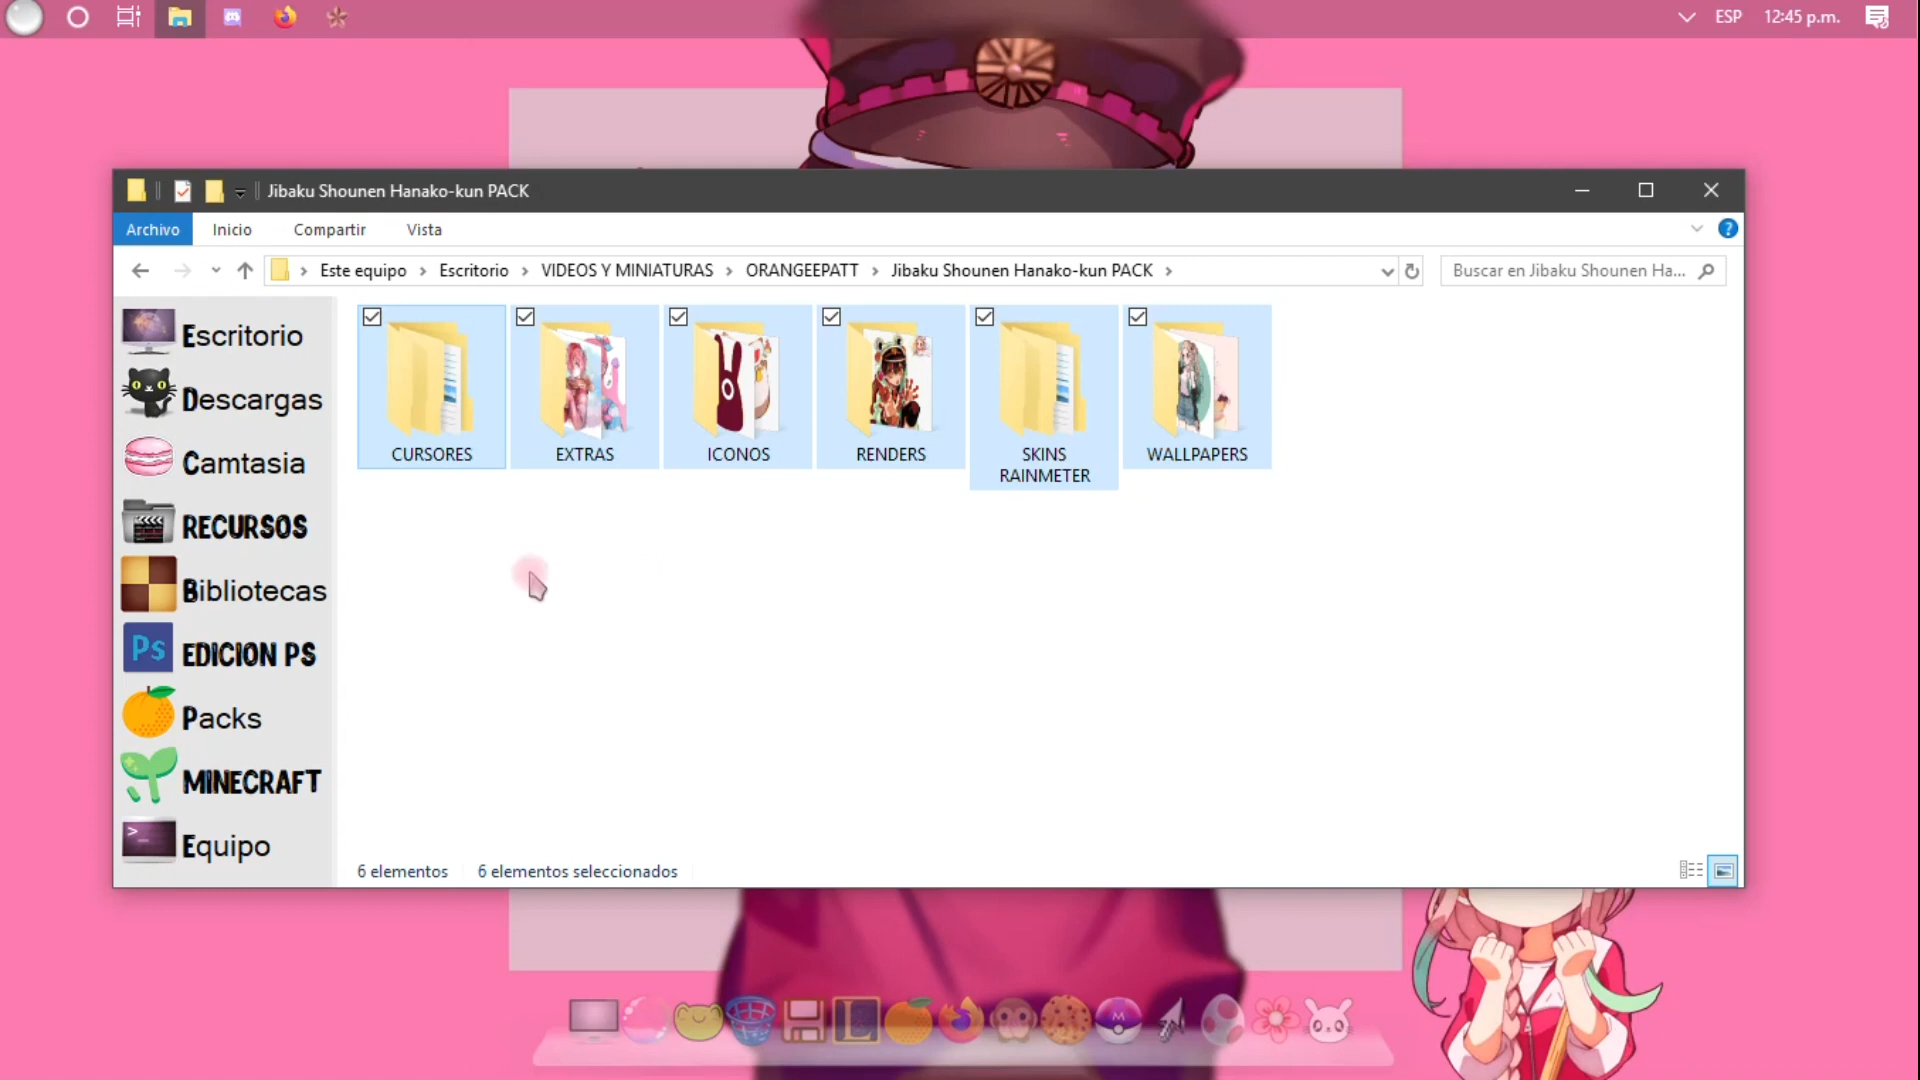 ESP
12:45 p.m.
Jibaku Shounen Hanako-kun PACK
Archivo
Inicio
Compartir
Vista
?
Este equipo > Escritorio > VIDEOS Y MINIATURAS > ORANGEEPATT > Jibaku Shounen Hanako-kun PACK >
Buscar en Jibaku Shounen Ha...
Escritorio
Descargas
Camtasia
RECURSOS
Bibliotecas
Ps EDICION PS
Packs
MINECRAFT
Equipo
CURSORES
EXTRAS
ICONOS
RENDERS
SKINS
RAINMETER
WALLPAPERS
6 elementos
6 elementos seleccionados
L
M